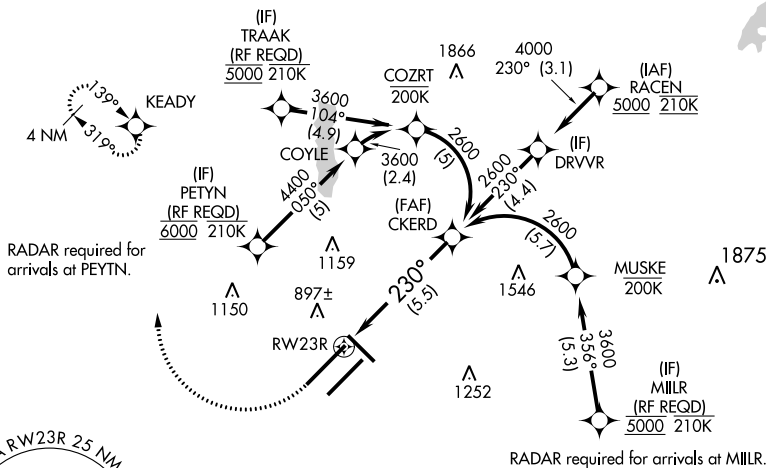 (IF)
TRAAK
(RF REQD)
5000 210K
1866
COZRT
200K
4000
230° (3.1)
(IAF)
RACEN
5000 210K
139°
319°
KEADY
4 NM
3600
104°
(4.9)
COYLE
3600
(2.4)
2600
(5)
(IF)
DRVVR
2600
230°
(4.4)
(IF)
PETYN
(RF REQD)
6000 210K
4400
050°
(5)
(FAF)
CKERD
2600
(5.7)
RADAR required for
arrivals at PEYTN.
1159
1150
897±
230°
(5.5)
1546
MUSKE
200K
1875
RW23R
1252
3600
356°
(5.3)
(IF)
MIILR
(RF REQD)
5000 210K
RADAR required for arrivals at MIILR.
RW23R 25 NM